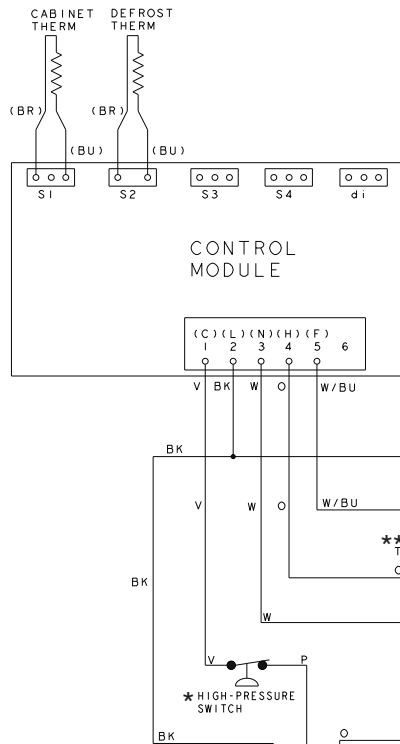 CABINET THERM
DEFROST THERM
(BR)
(BU)
(BR)
(BU)
S1
S2
S3
S4
di
CONTROL
MODULE
(C) (L) (N) (H) (F)
1 2 3 4 5 6
V BK W O W/BU
BK
V W O W/BU
**
T
O
BK
W
V P
* HIGH-PRESSURE
SWITCH
BK
O